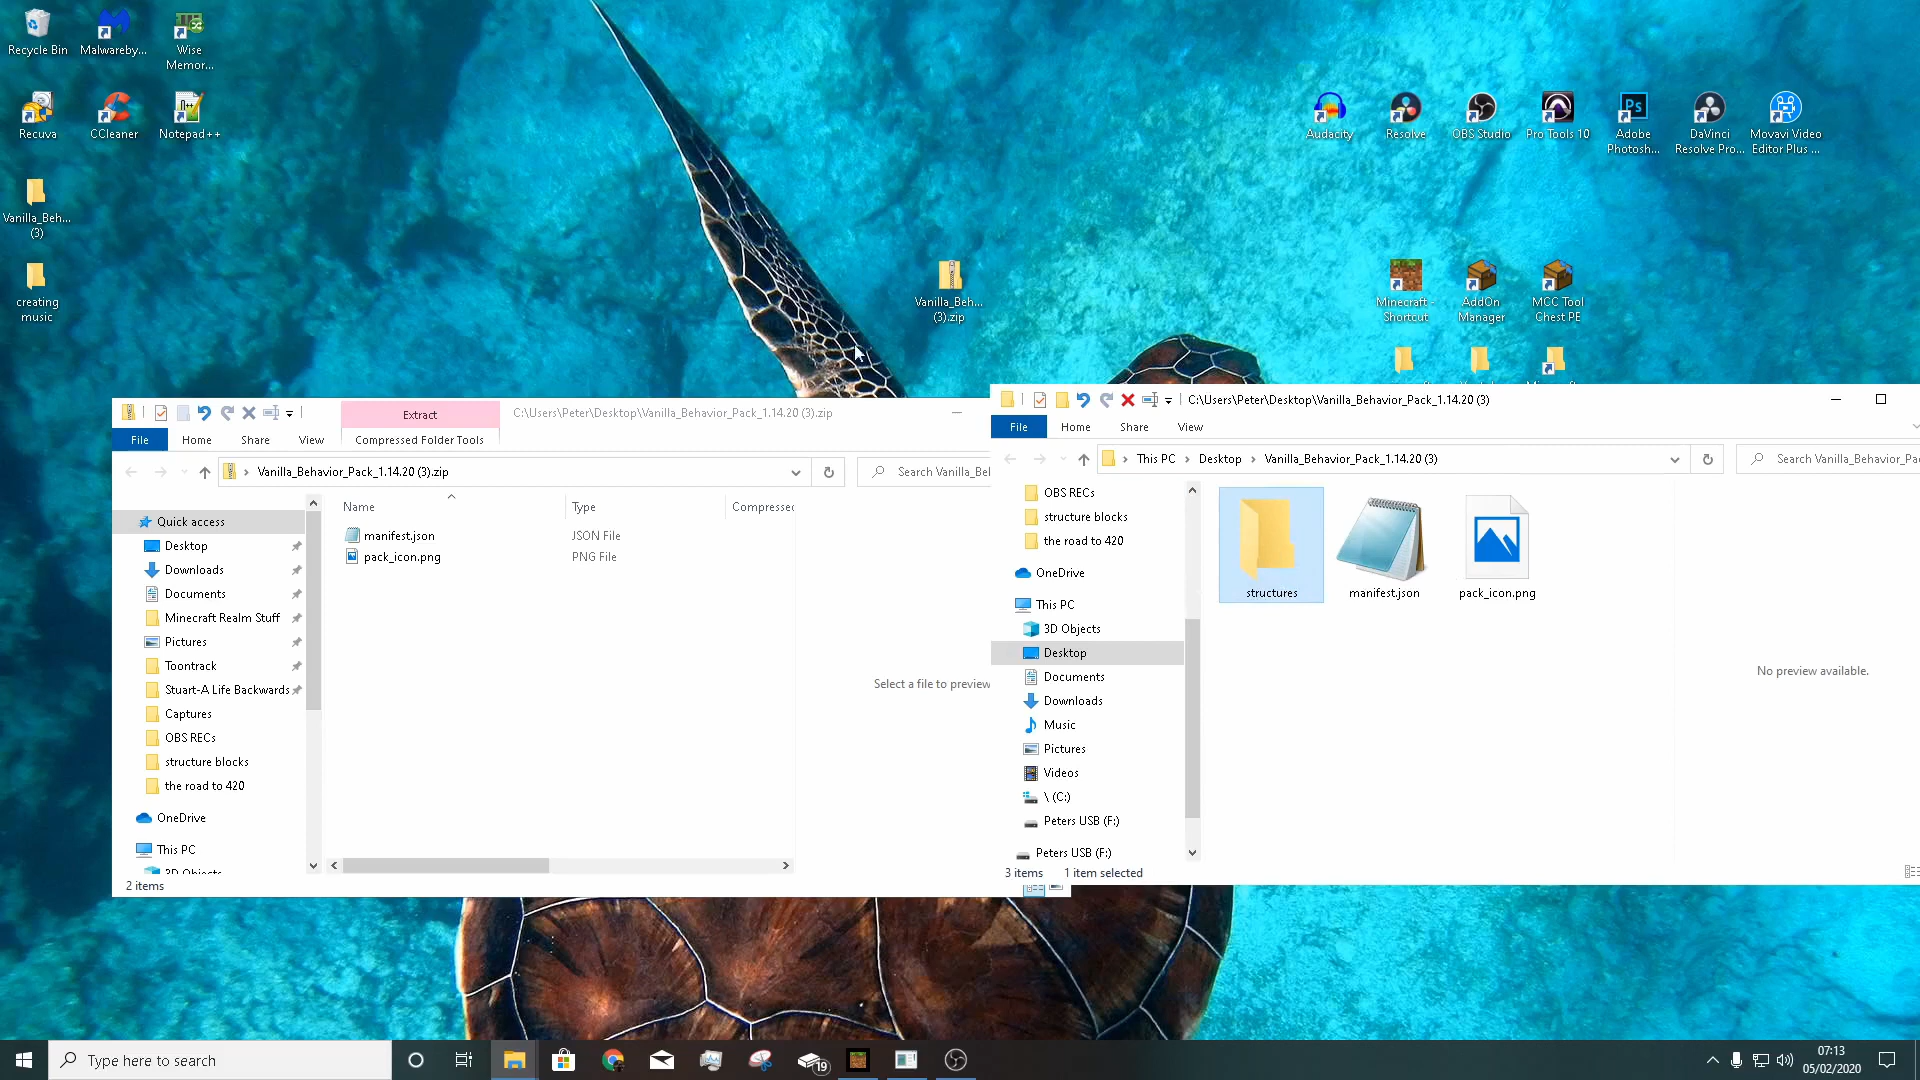 Recycle Bin
Malwareby...
Wise
Memor...
Recuva
CCleaner
Notepad++
Vanilla_Beh...
(3)
creating
music
Vanilla_Beh...
(3).zip
Audacity
Resolve
OBS Studio
Pro Tools 10
Adobe
Photosh...
DaVinci
Resolve Pro...
Movavi Video
Editor Plus ...
Minecraft -
Shortcut
AddOn
Manager
MCC Tool
Chest PE
Extract
C:\Users\Peter\Desktop\Vanilla_Behavior_Pack_1.14.20 (3).zip
File
Home
Share
View
Compressed Folder Tools
Vanilla_Behavior_Pack_1.14.20 (3).zip
Search Vanilla_Bel
Name
Type
Compressed
manifest.json
JSON File
pack_icon.png
PNG File
Quick access
Desktop
Downloads
Documents
Minecraft Realm Stuff
Pictures
Toontrack
Stuart-A Life Backwards
Captures
OBS RECs
structure blocks
the road to 420
OneDrive
This PC
3D Objects
Select a file to preview
2 items
C:\Users\Peter\Desktop\Vanilla_Behavior_Pack_1.14.20 (3)
File
Home
Share
View
This PC
Desktop
Vanilla_Behavior_Pack_1.14.20 (3)
Search Vanilla_Behavior_Pa
OBS RECs
structure blocks
the road to 420
OneDrive
This PC
3D Objects
Desktop
Documents
Downloads
Music
Pictures
Videos
\ (C:)
Peters USB (F:)
Peters USB (F:)
structures
manifest.json
pack_icon.png
No preview available.
3 items
1 item selected
Type here to search
19
07:13
05/02/2020